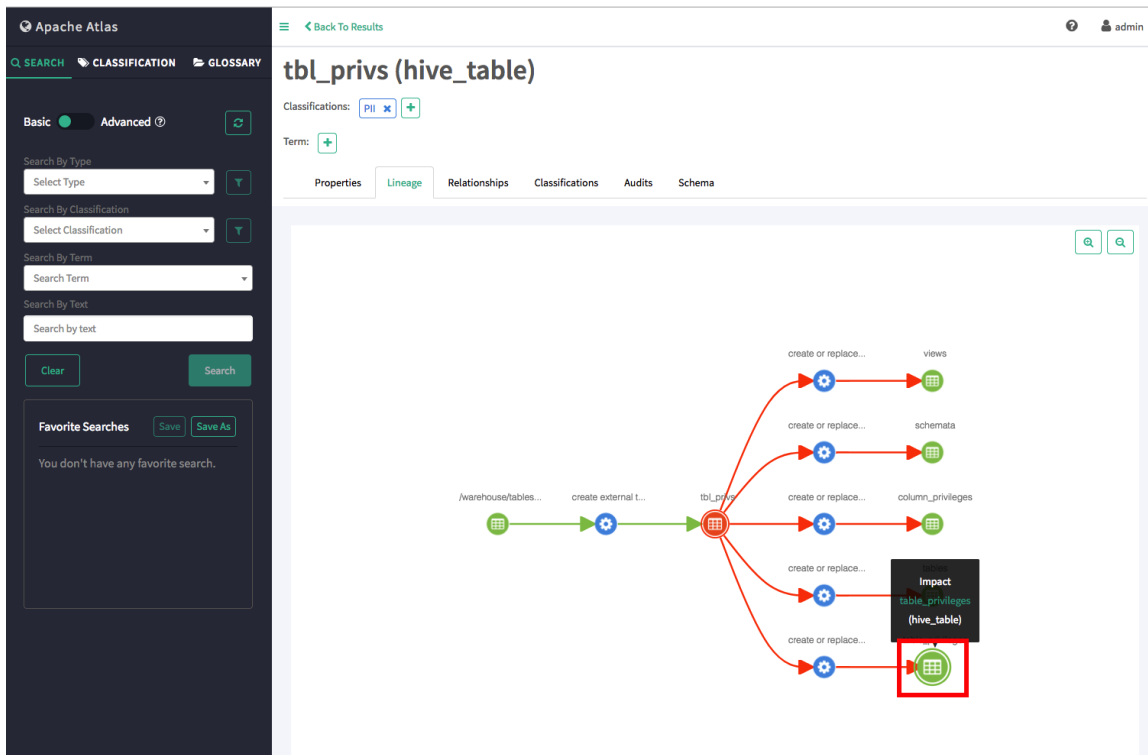 Apache Atlas
Back To Results
admin
SEARCH CLASSIFICATION GLOSSARY
tbl_privs (hive_table)
Classifications: PII
Term:
Basic Advanced
Search By Type
Select Type
Search By Classification
Select Classification
Search By Term
Search Term
Search By Text
Search by text
Clear Search
Favorite Searches Save Save As
You don't have any favorite search.
Properties Lineage Relationships Classifications Audits Schema
create or replace... views
create or replace... schemata
/warehouse/tables... create external t... tbl_privs create or replace... column_privileges
create or replace... tables
Impact
table_privileges
(hive_table)
create or replace...